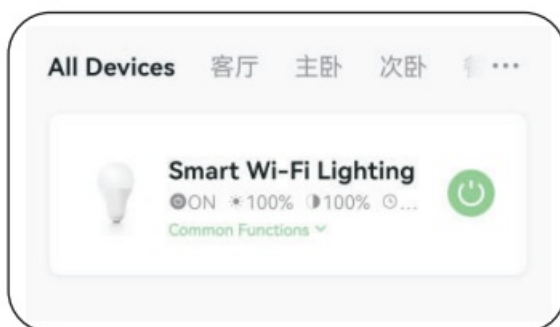 All Devices 客厅 主卧 次卧 ...
Smart Wi-Fi Lighting
ON 100% 100% ...
Common Functions